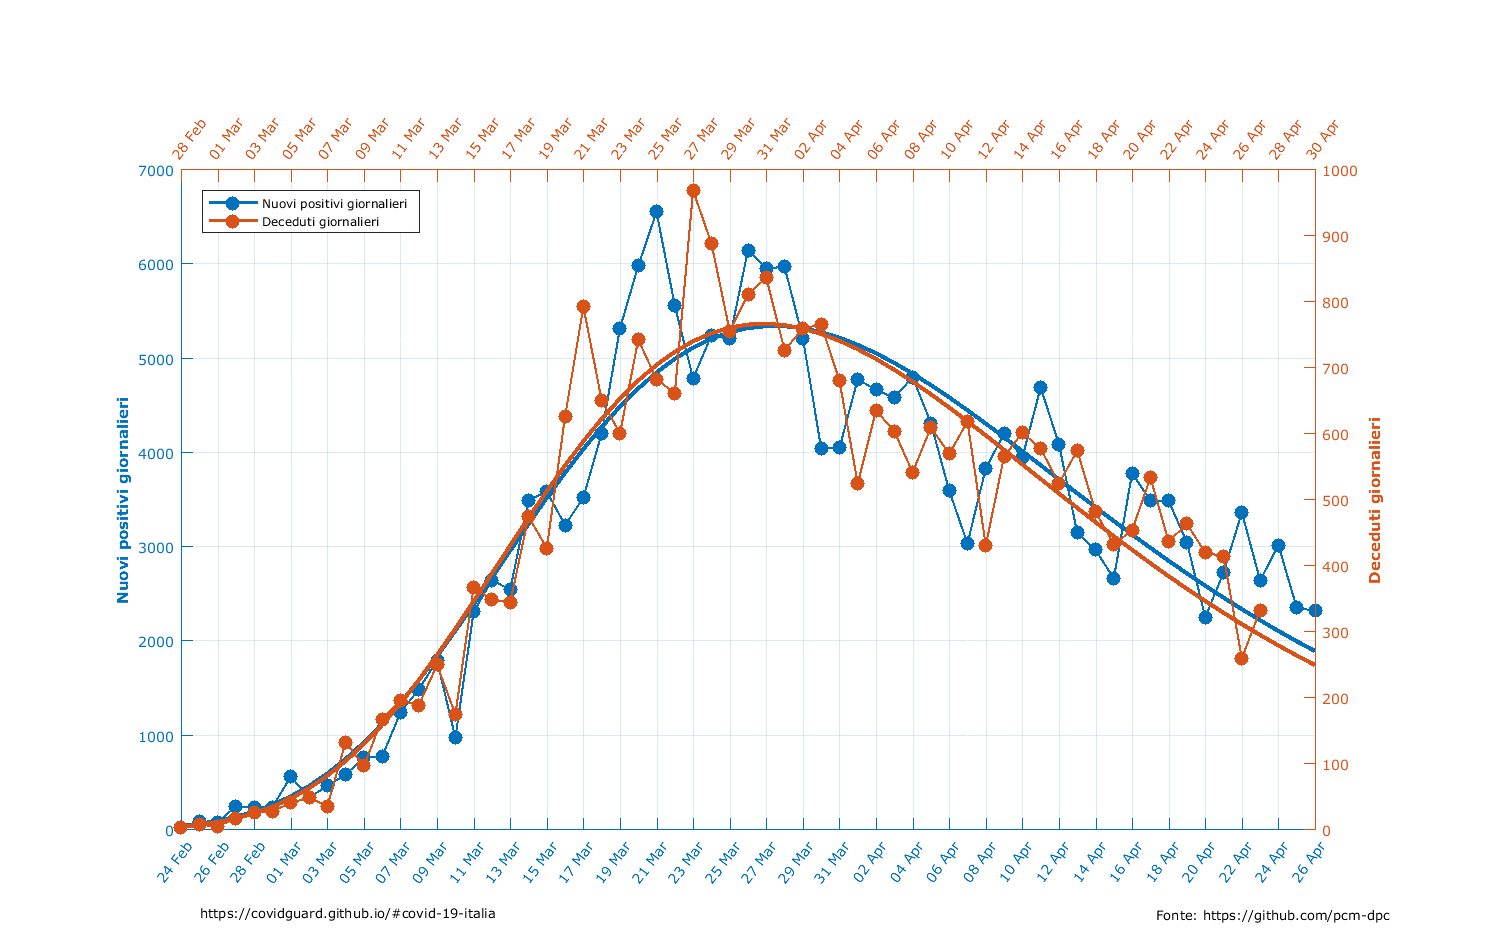 28 Feb 01 Mar 03 Mar 05 Mar 07 Mar 09 Mar 11 Mar 13 Mar 15 Mar 17 Mar 19 Mar 21 Mar 23 Mar 25 Mar 27 Mar 29 Mar 31 Mar 02 Apr 04 Apr 06 Apr 08 Apr 10 Apr 12 Apr 14 Apr 16 Apr 18 Apr 20 Apr 22 Apr 24 Apr 26 Apr 28 Apr 30 Apr
Nuovi positivi giornalieri
7000
6000
5000
4000
3000
2000
1000
0
Nuovi positivi giornalieri
Deceduti giornalieri
1000
900
800
700
600
500
400
300
200
100
0
Deceduti giornalieri
24 Feb 26 Feb 28 Feb 01 Mar 03 Mar 05 Mar 07 Mar 09 Mar 11 Mar 13 Mar 15 Mar 17 Mar 19 Mar 21 Mar 23 Mar 25 Mar 27 Mar 29 Mar 31 Mar 02 Apr 04 Apr 06 Apr 08 Apr 10 Apr 12 Apr 14 Apr 16 Apr 18 Apr 20 Apr 22 Apr 24 Apr 26 Apr
https://covidguard.github.io/#covid-19-italia
Fonte: https://github.com/pcm-dpc